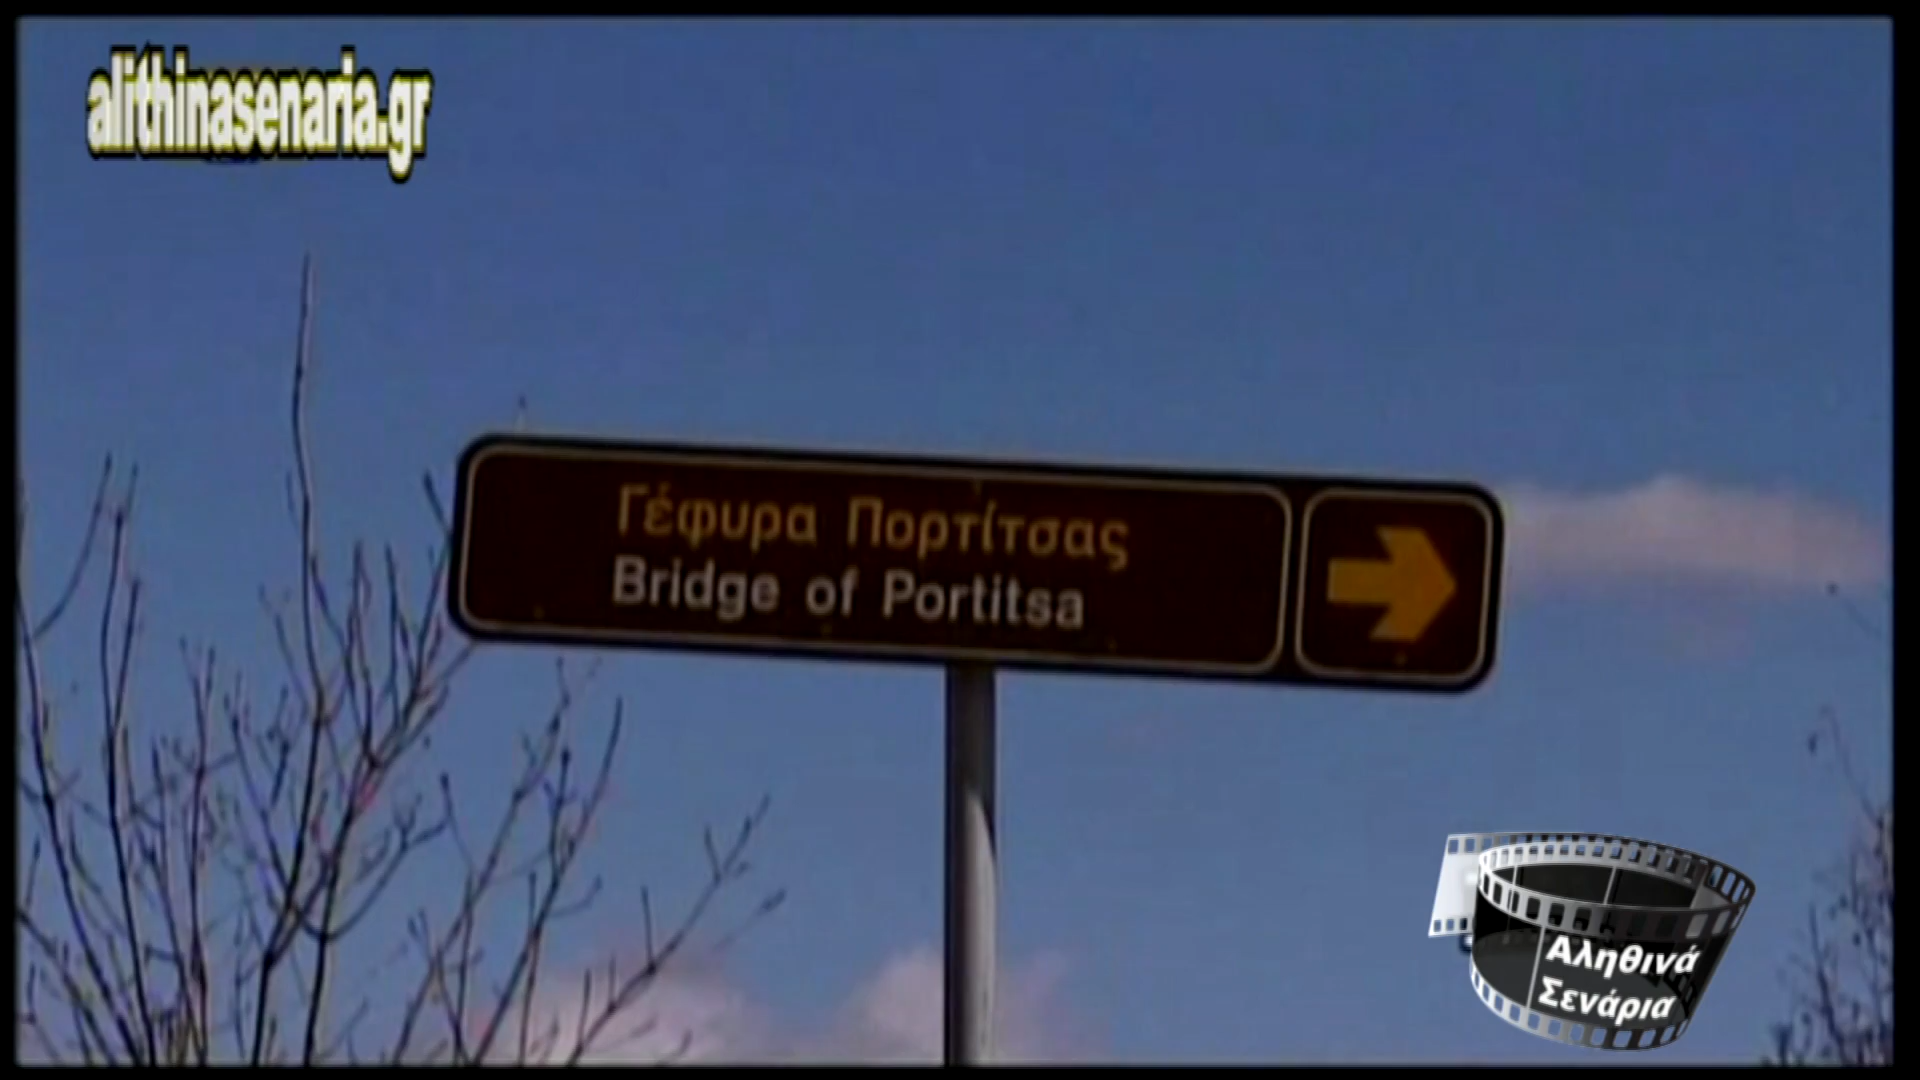 alithinasenaria.gr
Γέφυρα Πορτίτσας
Bridge of Portitsa
Αληθινά
Σενάρια